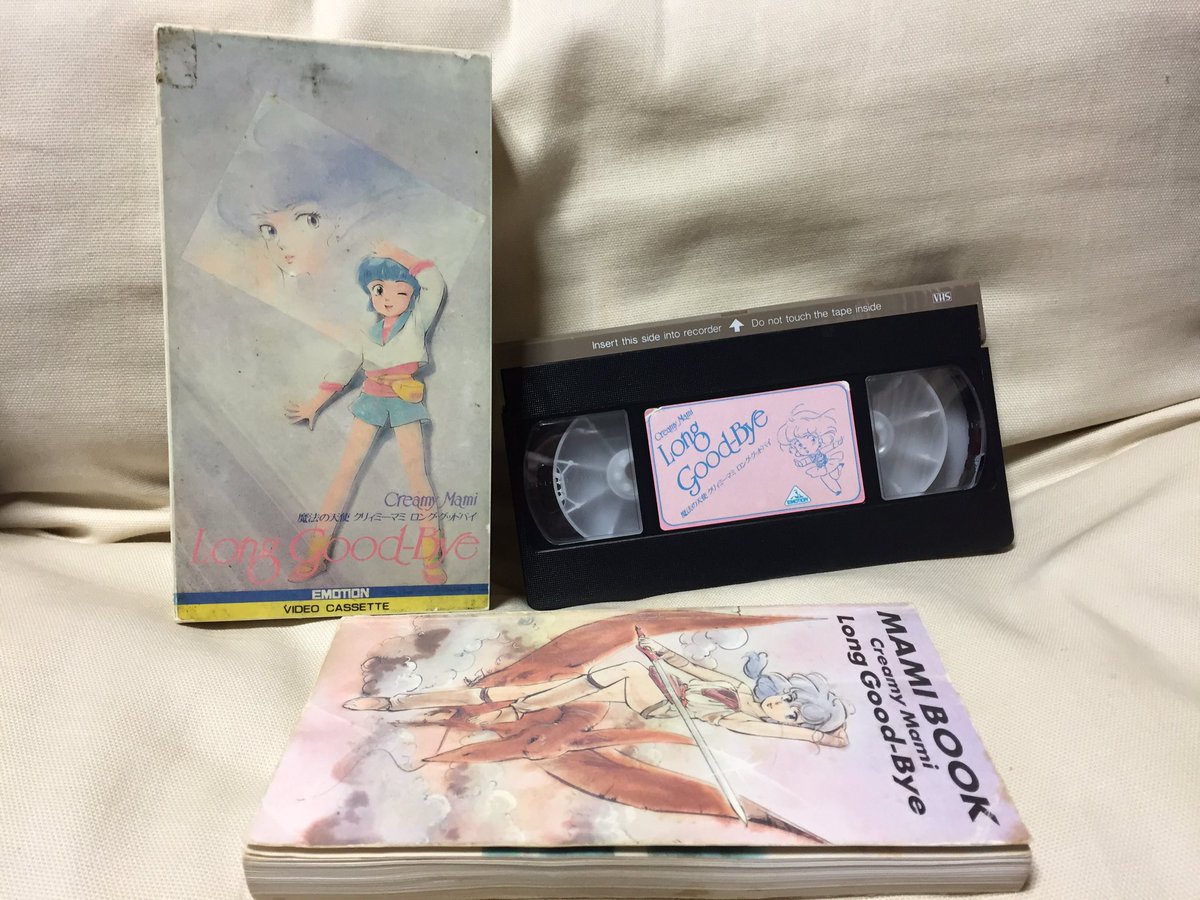 Creamy Mami
魔法の天使 クリィミーマミ ロング・グッドバイ
Long Good-Bye
EMOTION
VIDEO CASSETTE
Insert this side into recorder
Do not touch the tape inside
VHS
Creamy Mami
Long
Good-Bye
魔法の天使 クリィミーマミ ロング・グッドバイ
EMOTION
MAMI BOOK
Creamy Mami
Long Good-Bye